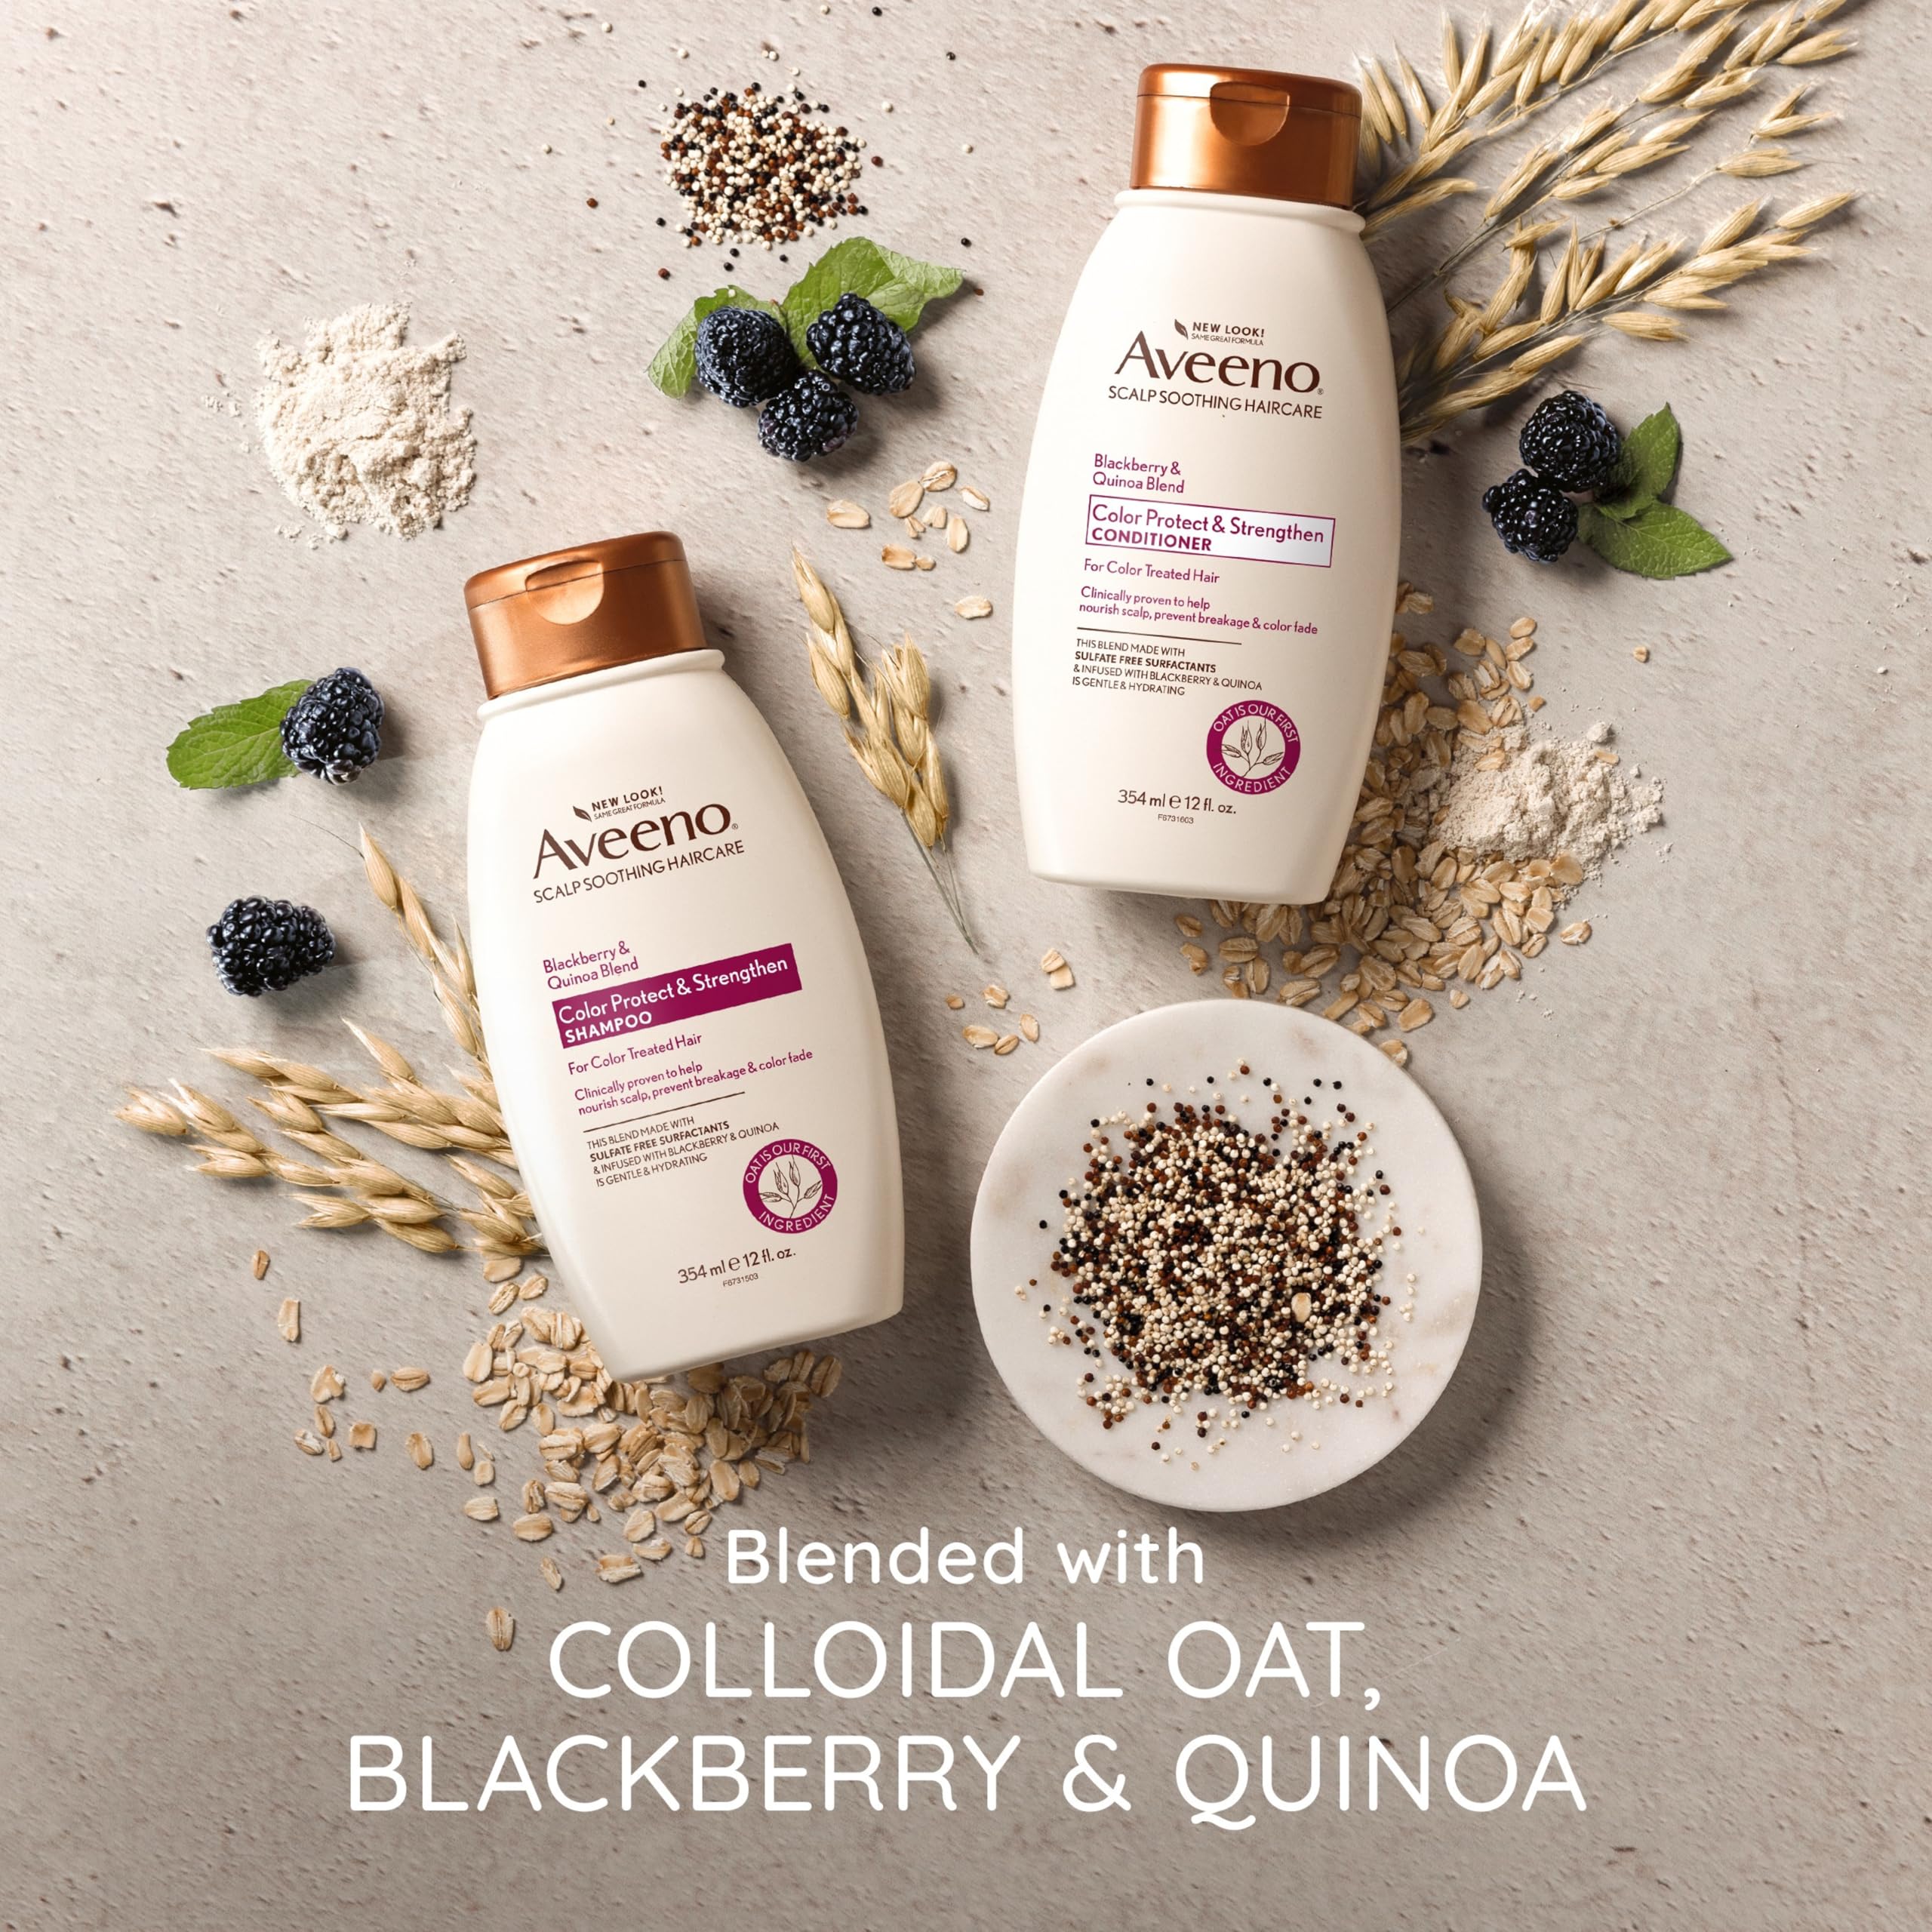 NEW LOOK!
SAME GREAT FORMULA
Aveeno®
SCALP SOOTHING HAIRCARE
Blackberry &
Quinoa Blend
Color Protect & Strengthen
CONDITIONER
For Color Treated Hair
Clinically proven to help
nourish scalp, prevent breakage & color fade
THIS BLEND MADE WITH
SULFATE FREE SURFACTANTS
& INFUSED WITH BLACKBERRY & QUINOA
IS GENTLE & HYDRATING
OAT IS OUR FIRST
INGREDIENT
354 ml e 12 fl. oz.
F8731603
NEW LOOK!
SAME GREAT FORMULA
Aveeno®
SCALP SOOTHING HAIRCARE
Blackberry &
Quinoa Blend
Color Protect & Strengthen
SHAMPOO
For Color Treated Hair
Clinically proven to help
nourish scalp, prevent breakage & color fade
THIS BLEND MADE WITH
SULFATE FREE SURFACTANTS
& INFUSED WITH BLACKBERRY & QUINOA
IS GENTLE & HYDRATING
OAT IS OUR FIRST
INGREDIENT
354 ml e 12 fl. oz.
F8731503
Blended with
COLLOIDAL OAT,
BLACKBERRY & QUINOA